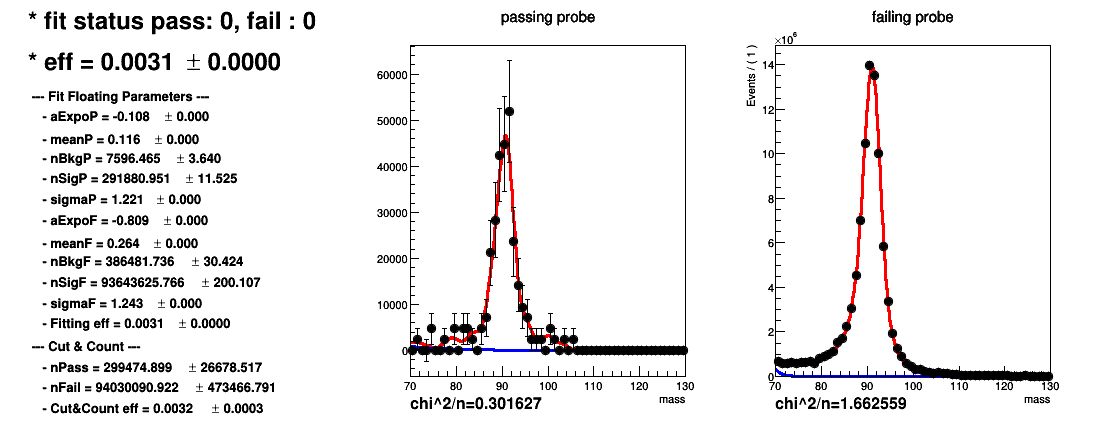 * fit status pass: 0, fail : 0
* eff = 0.0031 ± 0.0000
--- Fit Floating Parameters ---
- aExpoP = -0.108 ± 0.000
- meanP = 0.116 ± 0.000
- nBkgP = 7596.465 ± 3.640
- nSigP = 291880.951 ± 11.525
- sigmaP = 1.221 ± 0.000
- aExpoF = -0.809 ± 0.000
- meanF = 0.264 ± 0.000
- nBkgF = 386481.736 ± 30.424
- nSigF = 93643625.766 ± 200.107
- sigmaF = 1.243 ± 0.000
- Fitting eff = 0.0031 ± 0.0000
--- Cut & Count ---
- nPass = 299474.899 ± 26678.517
- nFail = 94030090.922 ± 473466.791
- Cut&Count eff = 0.0032 ± 0.0003
passing probe
60000
50000
40000
30000
20000
10000
0
70 80 90 100 110 120 130
mass
chi^2/n=0.301627
failing probe
×10^6
Events / ( 1 )
14
12
10
8
6
4
2
0
70 80 90 100 110 120 130
mass
chi^2/n=1.662559